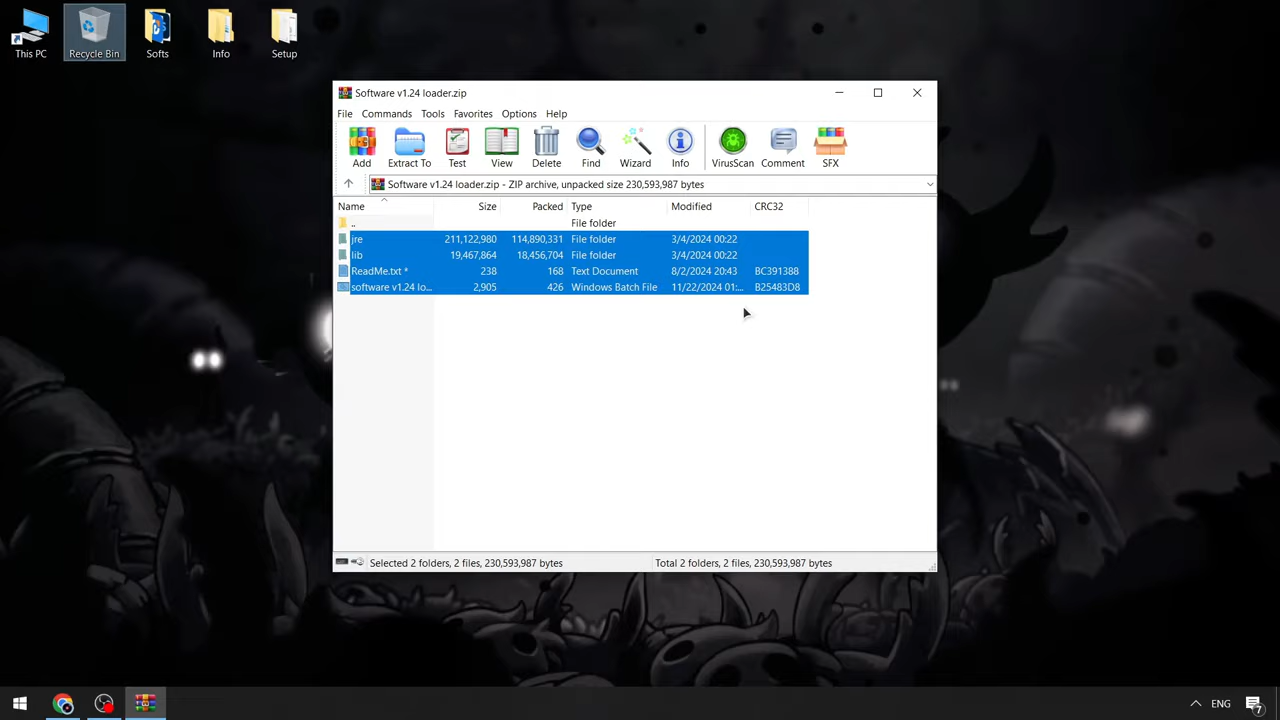 This PC
Recycle Bin
Softs
Info
Setup
Software v1.24 loader.zip
File Commands Tools Favorites Options Help
Add Extract To Test View Delete Find Wizard Info VirusScan Comment SFX
Software v1.24 loader.zip - ZIP archive, unpacked size 230,593,987 bytes
Name Size Packed Type Modified CRC32
.. File folder
jre 211,122,980 114,890,331 File folder 3/4/2024 00:22
lib 19,467,864 18,456,704 File folder 3/4/2024 00:22
ReadMe.txt * 238 168 Text Document 8/2/2024 20:43 BC391388
software v1.24 lo... 2,905 426 Windows Batch File 11/22/2024 01:... B25483D8
Selected 2 folders, 2 files, 230,593,987 bytes Total 2 folders, 2 files, 230,593,987 bytes
ENG
7